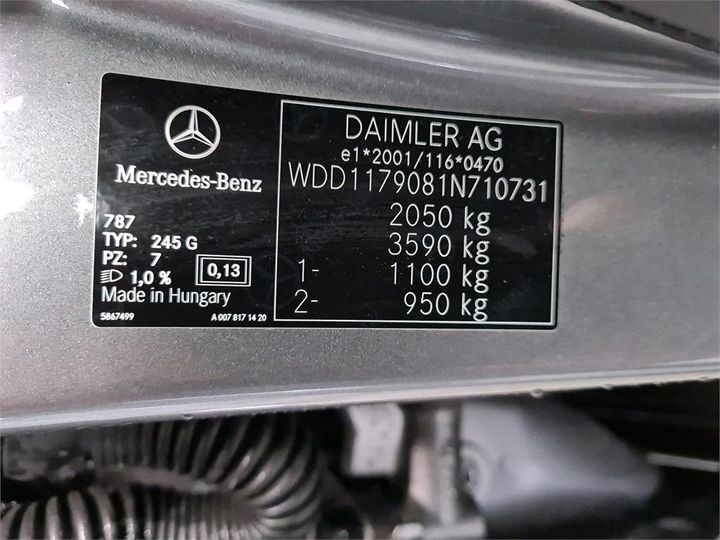 Mercedes-Benz
787
TYP: 245 G
PZ: 7
1,0 %
0,13
Made in Hungary
5867499
A 007 817 14 20
DAIMLER AG
e1*2001/116*0470
WDD1179081N710731
2050 kg
3590 kg
1- 1100 kg
2- 950 kg